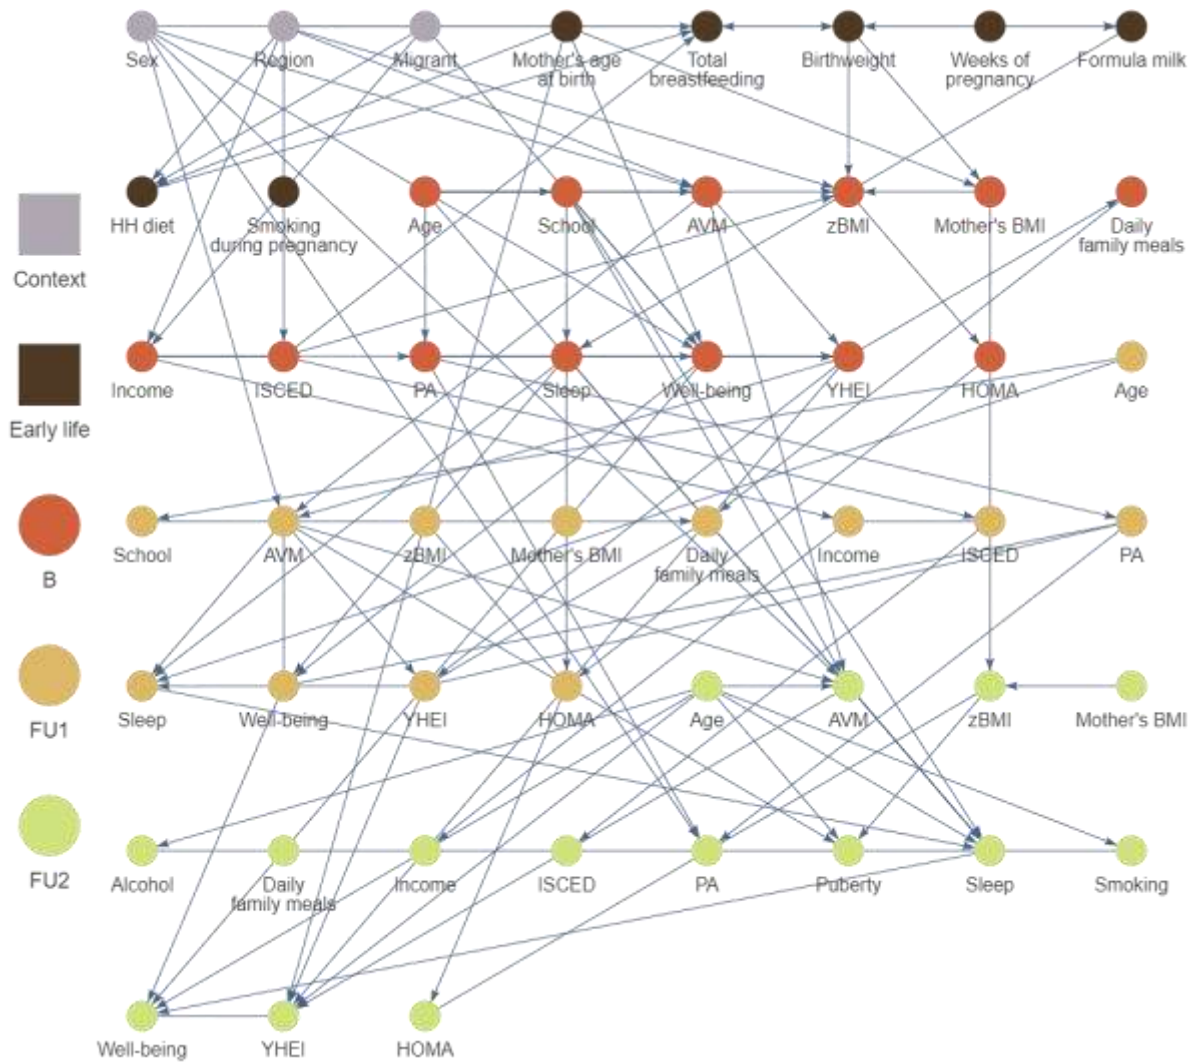 Sex Region Migrant Mother's age Total Birthweight Weeks of Formula milk
at birth breastfeeding pregnancy
HH diet Smoking Age School AVM zBMI Mother's BMI Daily
during pregnancy family meals
Context
Income ISCED PA Sleep Well-being YHEI HOMA Age
Early life
School AVM zBMI Mother's BMI Daily Income ISCED PA
family meals
B
Sleep Well-being YHEI HOMA Age AVM zBMI Mother's BMI
FU1
Alcohol Daily Income ISCED PA Puberty Sleep Smoking
family meals
FU2
Well-being YHEI HOMA